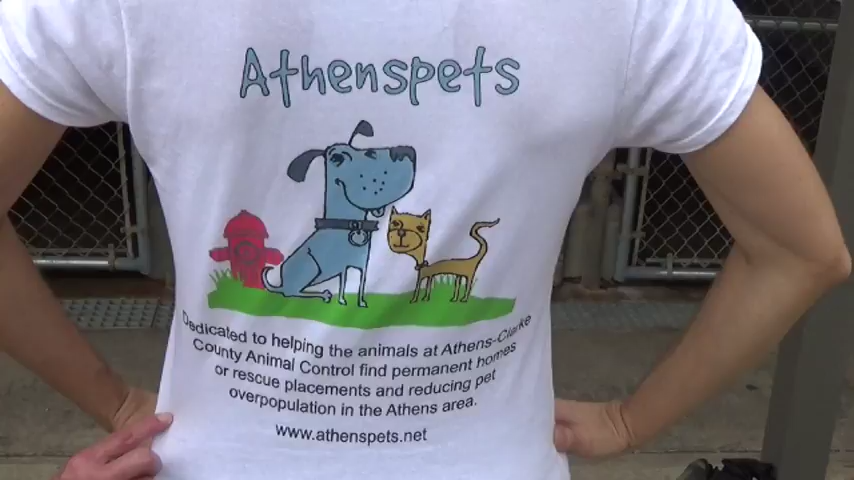 Athenspets
Dedicated to helping the animals at Athens-Clarke
County Animal Control find permanent homes
or rescue placements and reducing pet
overpopulation in the Athens area.
www.athenspets.net